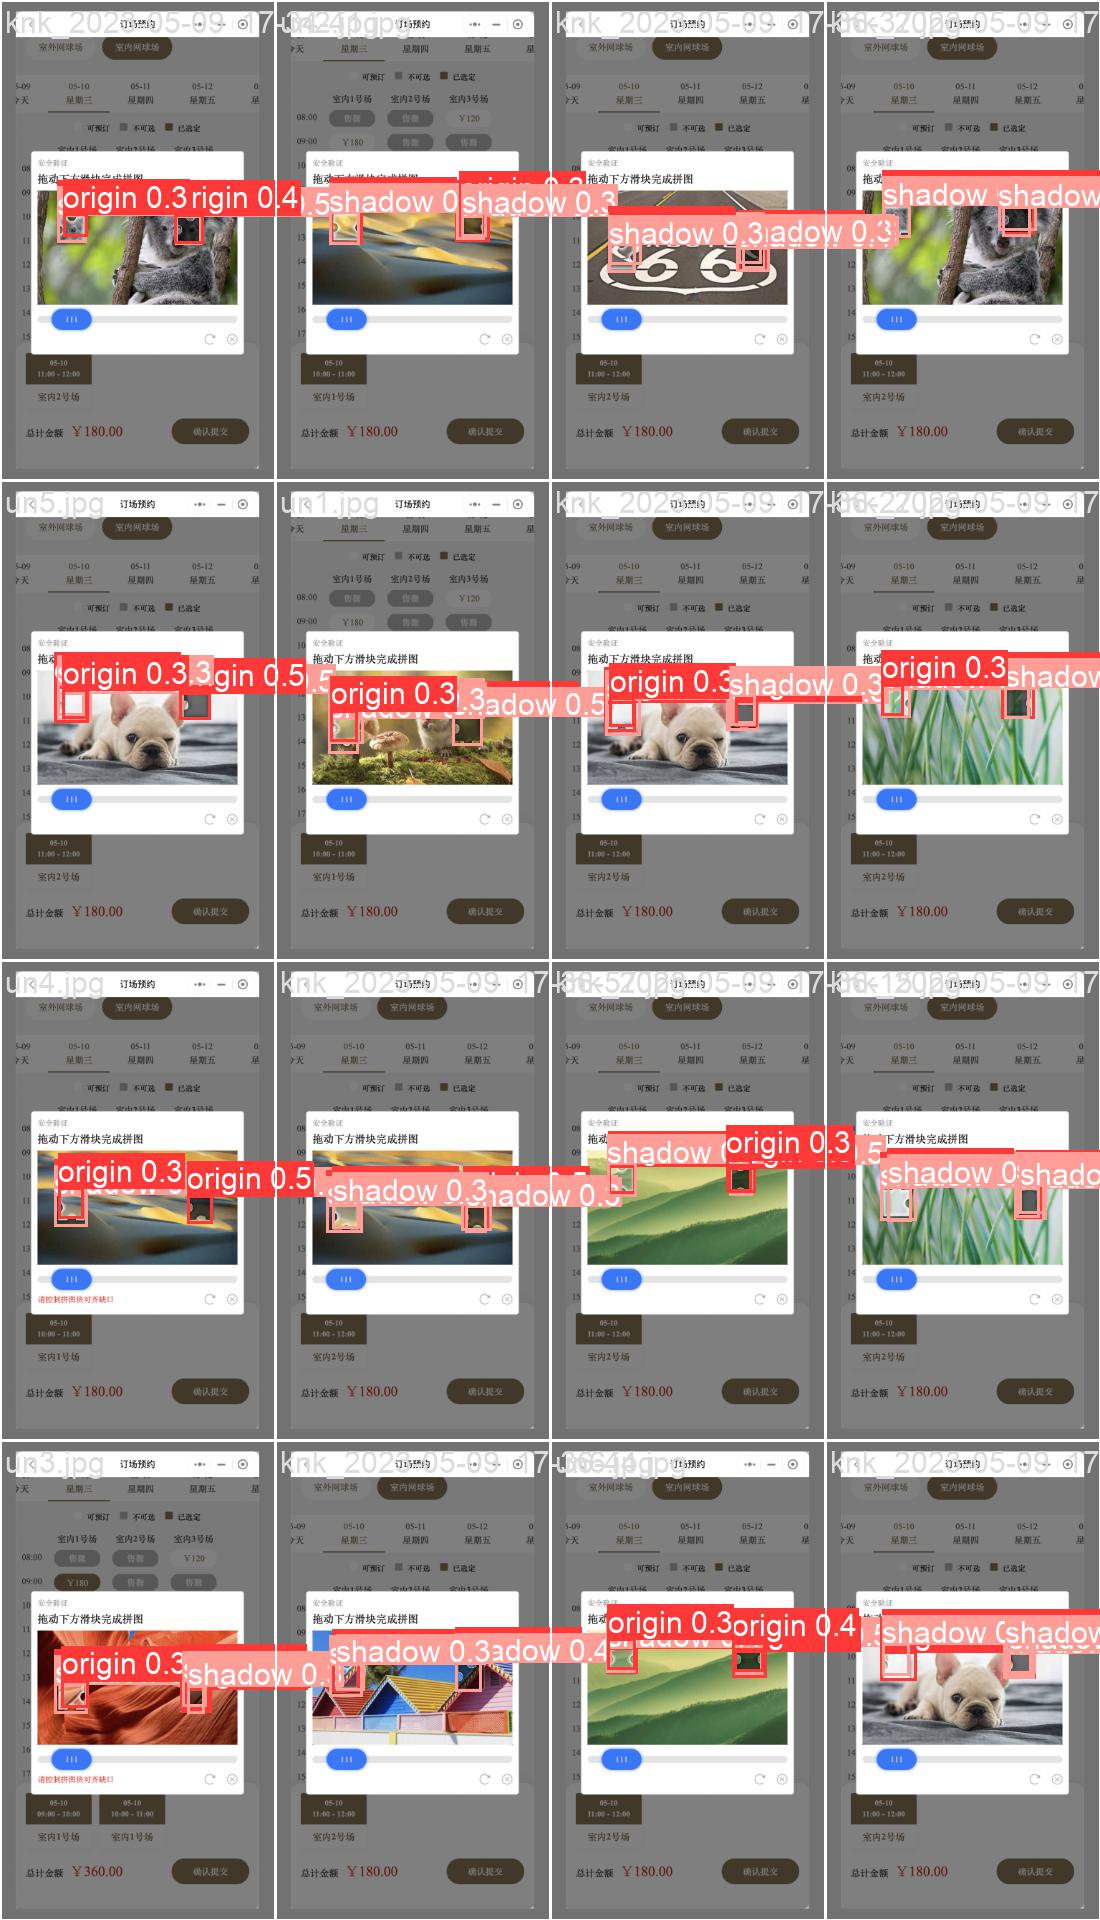 knk_2023-05-09_17-
订场预约
室外网球场 室内网球场
5-09 05-10 05-11 05-12
今天 星期三 星期四 星期五
可预订 不可选 已选定
室内1号场 室内2号场 室内3号场
安全验证
拖动下方滑块完成拼图
origin 0.3
rigin 0.4
05-10
11:00 - 12:00
室内2号场
总计金额 ￥180.00 确认提交
订场预约
星期三 星期四 星期五
可预订 不可选 已选定
室内1号场 室内2号场 室内3号场
08:00 售罄 售罄 ￥120
09:00 ￥180 售罄 售罄
安全验证
拖动下方滑块完成拼图
shadow 0.3
05-10
10:00 - 11:00
室内1号场
总计金额 ￥180.00 确认提交
knk_2023-05-09_17-
订场预约
室外网球场 室内网球场
5-09 05-10 05-11 05-12
今天 星期三 星期四 星期五
可预订 不可选 已选定
安全验证
拖动下方滑块完成拼图
shadow 0.3
adow 0.3
66
05-10
11:00 - 12:00
室内2号场
总计金额 ￥180.00 确认提交
订场预约
室外网球场 室内网球场
5-09 05-10 05-11 05-12
今天 星期三 星期四 星期五
可预订 不可选 已选定
安全验证
拖动下方滑块完成拼图
shadow
shadow
05-10
11:00 - 12:00
室内2号场
总计金额 ￥180.00 确认提交
un5.jpg
订场预约
室外网球场 室内网球场
5-09 05-10 05-11 05-12
今天 星期三 星期四 星期五
可预订 不可选 已选定
安全验证
origin 0.3
gin 0.5
05-10
11:00 - 12:00
室内2号场
总计金额 ￥180.00 确认提交
un1.jpg
订场预约
星期三 星期四 星期五
可预订 不可选 已选定
室内1号场 室内2号场 室内3号场
08:00 售罄 售罄 ￥120
09:00 ￥180 售罄 售罄
安全验证
拖动下方滑块完成拼图
origin 0.3
adow 0.5
05-10
10:00 - 11:00
室内1号场
总计金额 ￥180.00 确认提交
knk_2023-05-09_17-
订场预约
室外网球场 室内网球场
5-09 05-10 05-11 05-12
今天 星期三 星期四 星期五
可预订 不可选 已选定
安全验证
拖动下方滑块完成拼图
origin 0.3
shadow 0.3
05-10
11:00 - 12:00
室内2号场
总计金额 ￥180.00 确认提交
订场预约
室外网球场 室内网球场
5-09 05-10 05-11 05-12
今天 星期三 星期四 星期五
可预订 不可选 已选定
安全验证
拖动下方滑块完成拼图
origin 0.3
shadow
05-10
11:00 - 12:00
室内2号场
总计金额 ￥180.00 确认提交
un4.jpg
订场预约
室外网球场 室内网球场
5-09 05-10 05-11 05-12
今天 星期三 星期四 星期五
可预订 不可选 已选定
安全验证
拖动下方滑块完成拼图
origin 0.3
origin 0.5
请控制拼图块对齐缺口
05-10
10:00 - 11:00
室内1号场
总计金额 ￥180.00 确认提交
knk_2023-05-09_17-
订场预约
室外网球场 室内网球场
5-09 05-10 05-11 05-12
今天 星期三 星期四 星期五
可预订 不可选 已选定
安全验证
拖动下方滑块完成拼图
shadow 0.3
05-10
11:00 - 12:00
室内2号场
总计金额 ￥180.00 确认提交
订场预约
室外网球场 室内网球场
5-09 05-10 05-11 05-12
今天 星期三 星期四 星期五
可预订 不可选 已选定
安全验证
拖动下方滑块完成拼图
shadow
origin 0.3
05-10
11:00 - 12:00
室内2号场
总计金额 ￥180.00 确认提交
订场预约
室外网球场 室内网球场
5-09 05-10 05-11 05-12
今天 星期三 星期四 星期五
可预订 不可选 已选定
安全验证
拖动下方滑块完成拼图
shadow
shado
05-10
11:00 - 12:00
室内2号场
总计金额 ￥180.00 确认提交
un3.jpg
订场预约
今天 星期三 星期四 星期五
可预订 不可选 已选定
室内1号场 室内2号场 室内3号场
08:00 售罄 售罄 ￥120
09:00 ￥180 售罄 售罄
安全验证
拖动下方滑块完成拼图
origin 0.3
shadow 0.
请控制拼图块对齐缺口
05-10 05-10
09:00 - 10:00 10:00 - 11:00
室内1号场 室内1号场
总计金额 ￥360.00 确认提交
knk_2023-05-09_17-
订场预约
室外网球场 室内网球场
5-09 05-10 05-11 05-12
今天 星期三 星期四 星期五
可预订 不可选 已选定
安全验证
拖动下方滑块完成拼图
shadow 0.3
adow 0.4
05-10
11:00 - 12:00
室内2号场
总计金额 ￥180.00 确认提交
订场预约
室外网球场 室内网球场
5-09 05-10 05-11 05-12
今天 星期三 星期四 星期五
可预订 不可选 已选定
安全验证
origin 0.3
origin 0.4
05-10
11:00 - 12:00
室内2号场
总计金额 ￥180.00 确认提交
knk_2023-05-09_17
订场预约
室外网球场 室内网球场
5-09 05-10 05-11 05-12
今天 星期三 星期四 星期五
可预订 不可选 已选定
安全验证
拖动下方滑块完成拼图
shadow
shadow
05-10
11:00 - 12:00
室内2号场
总计金额 ￥180.00 确认提交